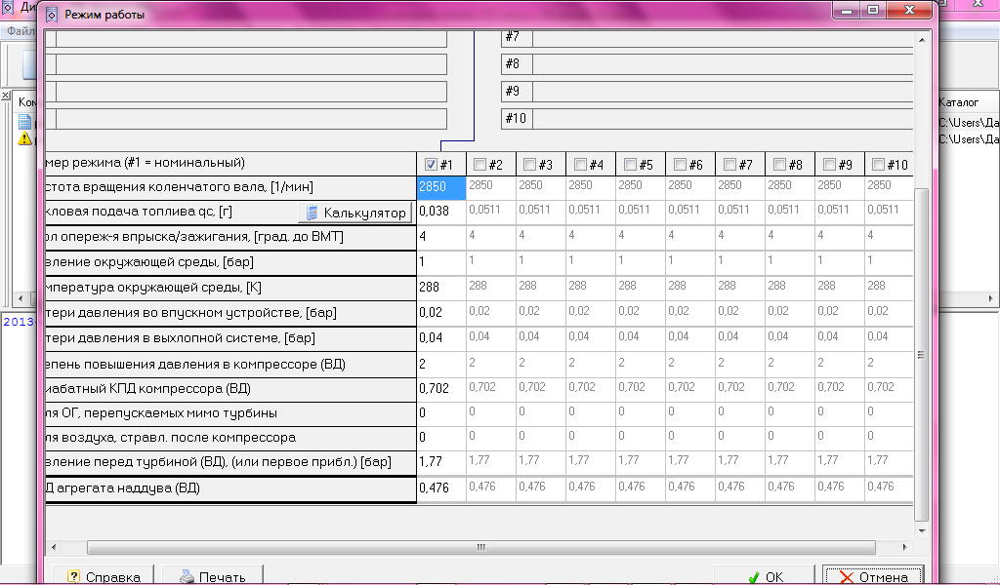 Ди
Режим работы
Файл
Ком
Каталог
C:\Users\Да
C:\Users\Да
2013-
#7
#8
#9
#10
мер режима (#1 = номинальный) #1 #2 #3 #4 #5 #6 #7 #8 #9 #10
стота вращения коленчатого вала, [1/мин] 2850 2850 2850 2850 2850 2850 2850 2850 2850 2850
кловая подача топлива qc, [г] Калькулятор 0,038 0,0511 0,0511 0,0511 0,0511 0,0511 0,0511 0,0511 0,0511 0,0511
ол опереж-я впрыска/зажигания, [град. до ВМТ] 4 4 4 4 4 4 4 4 4 4
вление окружающей среды, [бар] 1 1 1 1 1 1 1 1 1 1
мпература окружающей среды, [К] 288 288 288 288 288 288 288 288 288 288
тери давления во впускном устройстве, [бар] 0,02 0,02 0,02 0,02 0,02 0,02 0,02 0,02 0,02 0,02
тери давления в выхлопной системе, [бар] 0,04 0,04 0,04 0,04 0,04 0,04 0,04 0,04 0,04 0,04
епень повышения давления в компрессоре (ВД) 2 2 2 2 2 2 2 2 2 2
иабатный КПД компрессора (ВД) 0,702 0,702 0,702 0,702 0,702 0,702 0,702 0,702 0,702 0,702
ля ОГ, перепускаемых мимо турбины 0 0 0 0 0 0 0 0 0 0
ля воздуха, стравл. после компрессора 0 0 0 0 0 0 0 0 0 0
вление перед турбиной (ВД), (или первое прибл.) [бар] 1,77 1,77 1,77 1,77 1,77 1,77 1,77 1,77 1,77 1,77
Д агрегата наддува (ВД) 0,476 0,476 0,476 0,476 0,476 0,476 0,476 0,476 0,476 0,476
Справка Печать OK Отмена